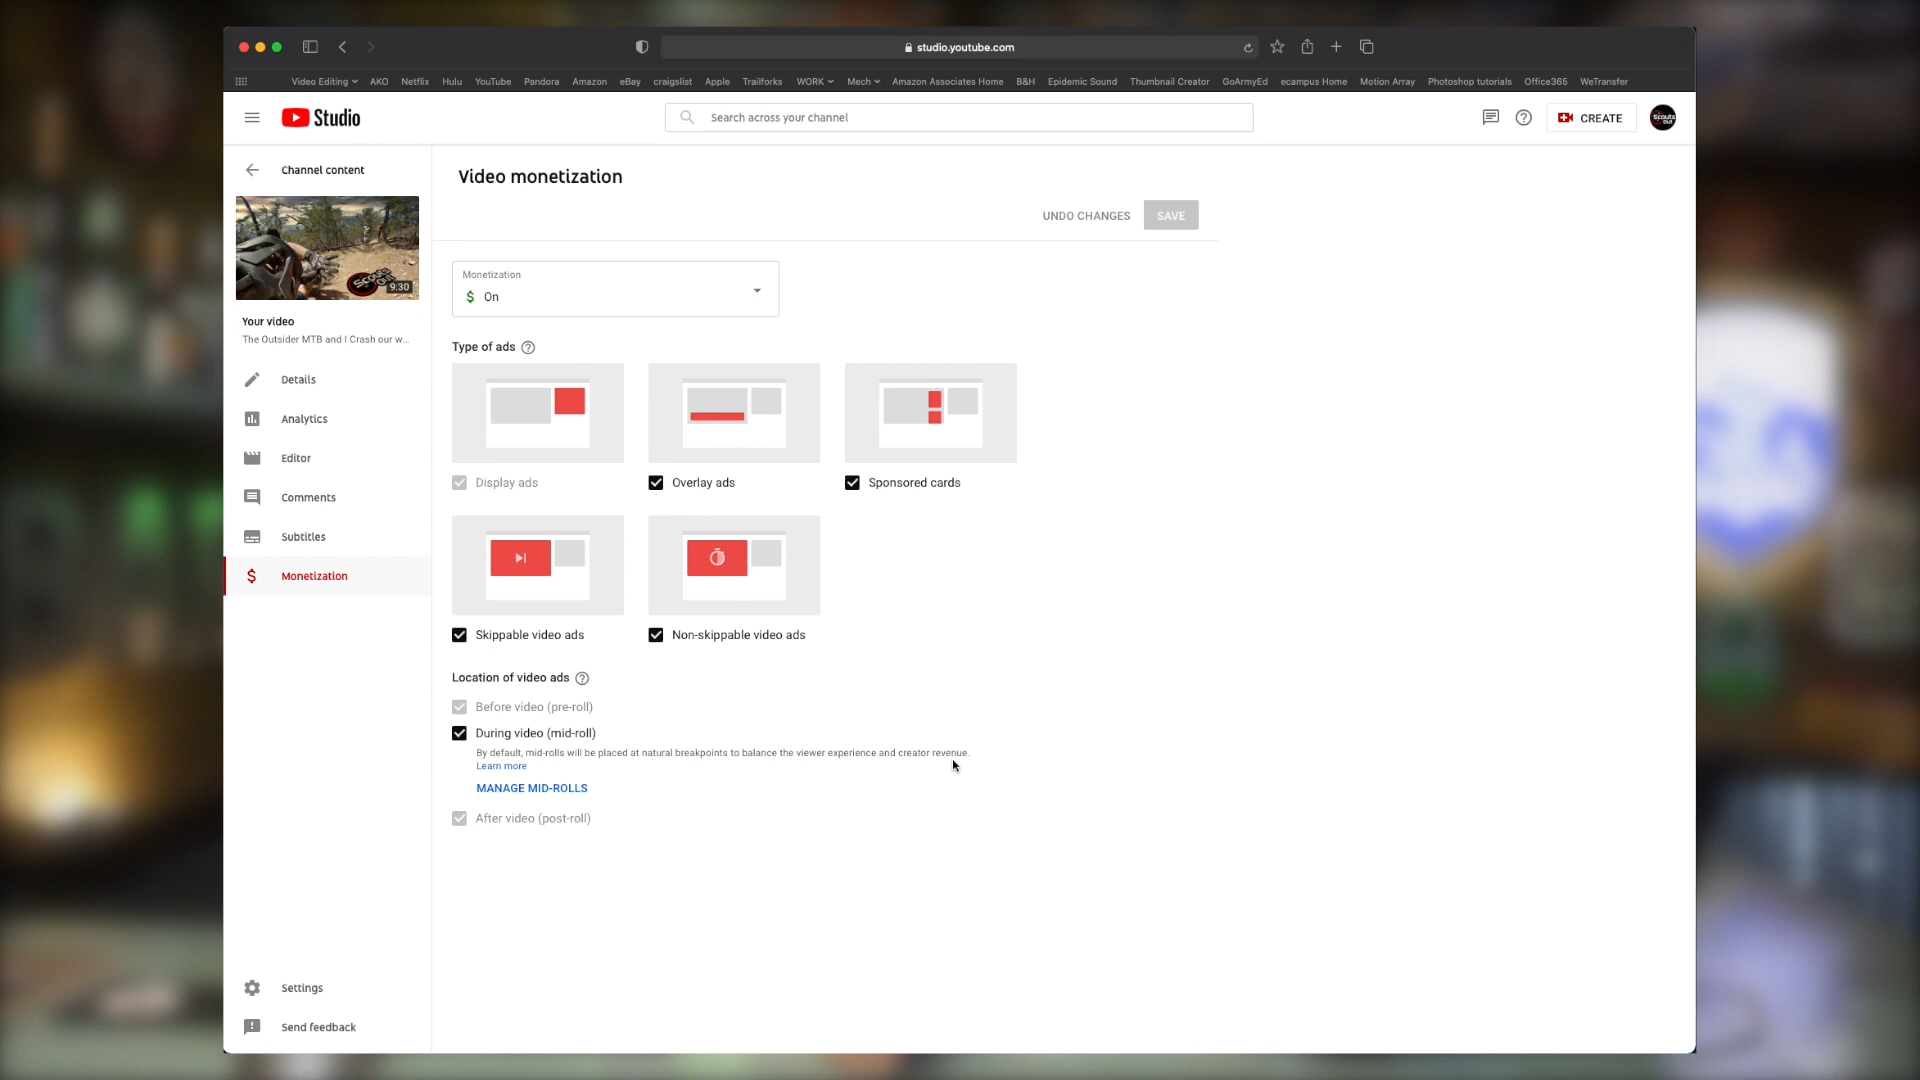 studio.youtube.com
Video Editing AKO Netflix Hulu YouTube Pandora Amazon eBay craigslist Apple Trailforks WORK Mech Amazon Associates Home B&H Epidemic Sound Thumbnail Creator GoArmyEd ecampus Home Motion Array Photoshop tutorials Office365 WeTransfer
Studio
Search across your channel
CREATE
SCOUTS OUT
Channel content
Video monetization
UNDO CHANGES
SAVE
SCOUTS OUT
9:30
Your video
The Outsider MTB and I Crash our w...
Monetization
$ On
Type of ads
Details
Analytics
Editor
Comments
Subtitles
Monetization
Display ads
Overlay ads
Sponsored cards
Skippable video ads
Non-skippable video ads
Location of video ads
Before video (pre-roll)
During video (mid-roll)
By default, mid-rolls will be placed at natural breakpoints to balance the viewer experience and creator revenue.
Learn more
MANAGE MID-ROLLS
After video (post-roll)
Settings
Send feedback